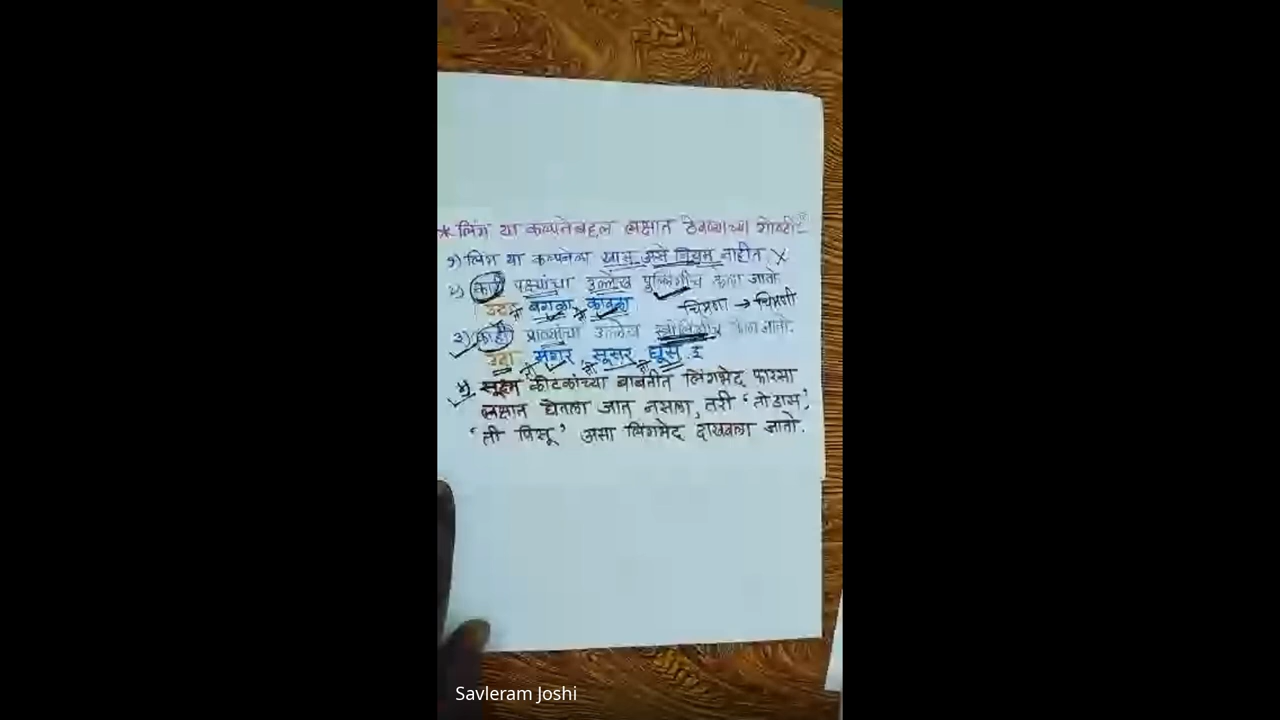 * लिंग या कल्पनेबद्दल लक्षात ठेवण्याच्या गोष्टी :-
१) लिंग या कल्पनेला खास असे नियम नाहीत X
२) काही पक्ष्यांचा उल्लेख पुल्लिंगीच केला जातो
उदा बगळा, कावळा चिमणा → चिमणी
३) काही प्राण्यांचा उल्लेख स्त्रीलिंगीच केला जातो.
उदा घार, सुसर, घूस. इ
४) सूक्ष्म कीटकांच्या बाबतीत लिंगभेद फारसा
लक्षात घेतला जात नसला, तरी 'तो डास',
'ती पिसू' असा लिंगभेद दाखवला जातो.
Savleram Joshi